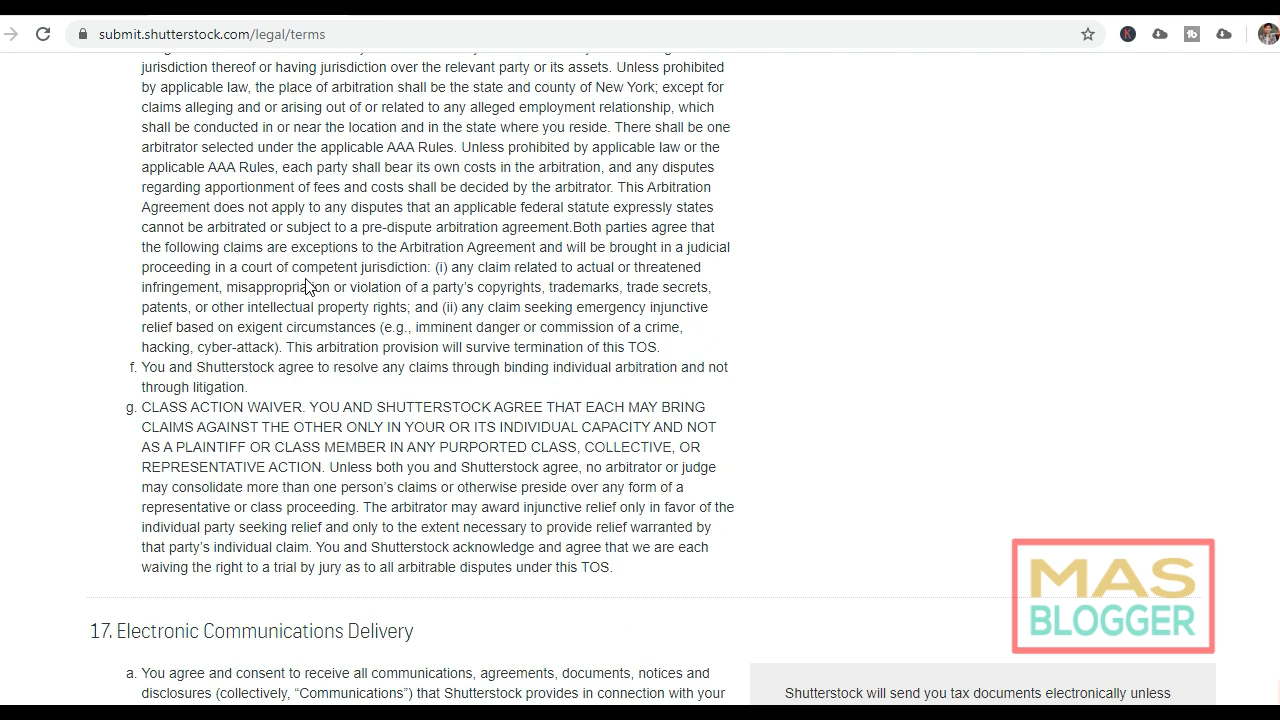 submit.shutterstock.com/legal/terms
jurisdiction thereof or having jurisdiction over the relevant party or its assets. Unless prohibited
by applicable law, the place of arbitration shall be the state and county of New York; except for
claims alleging and or arising out of or related to any alleged employment relationship, which
shall be conducted in or near the location and in the state where you reside. There shall be one
arbitrator selected under the applicable AAA Rules. Unless prohibited by applicable law or the
applicable AAA Rules, each party shall bear its own costs in the arbitration, and any disputes
regarding apportionment of fees and costs shall be decided by the arbitrator. This Arbitration
Agreement does not apply to any disputes that an applicable federal statute expressly states
cannot be arbitrated or subject to a pre-dispute arbitration agreement.Both parties agree that
the following claims are exceptions to the Arbitration Agreement and will be brought in a judicial
proceeding in a court of competent jurisdiction: (i) any claim related to actual or threatened
infringement, misappropriation or violation of a party’s copyrights, trademarks, trade secrets,
patents, or other intellectual property rights; and (ii) any claim seeking emergency injunctive
relief based on exigent circumstances (e.g., imminent danger or commission of a crime,
hacking, cyber-attack). This arbitration provision will survive termination of this TOS.
f. You and Shutterstock agree to resolve any claims through binding individual arbitration and not
through litigation.
g. CLASS ACTION WAIVER. YOU AND SHUTTERSTOCK AGREE THAT EACH MAY BRING
CLAIMS AGAINST THE OTHER ONLY IN YOUR OR ITS INDIVIDUAL CAPACITY AND NOT
AS A PLAINTIFF OR CLASS MEMBER IN ANY PURPORTED CLASS, COLLECTIVE, OR
REPRESENTATIVE ACTION. Unless both you and Shutterstock agree, no arbitrator or judge
may consolidate more than one person’s claims or otherwise preside over any form of a
representative or class proceeding. The arbitrator may award injunctive relief only in favor of the
individual party seeking relief and only to the extent necessary to provide relief warranted by
that party’s individual claim. You and Shutterstock acknowledge and agree that we are each
waiving the right to a trial by jury as to all arbitrable disputes under this TOS.
MAS
BLOGGER
17. Electronic Communications Delivery
a. You agree and consent to receive all communications, agreements, documents, notices and
disclosures (collectively, “Communications”) that Shutterstock provides in connection with your
Shutterstock will send you tax documents electronically unless